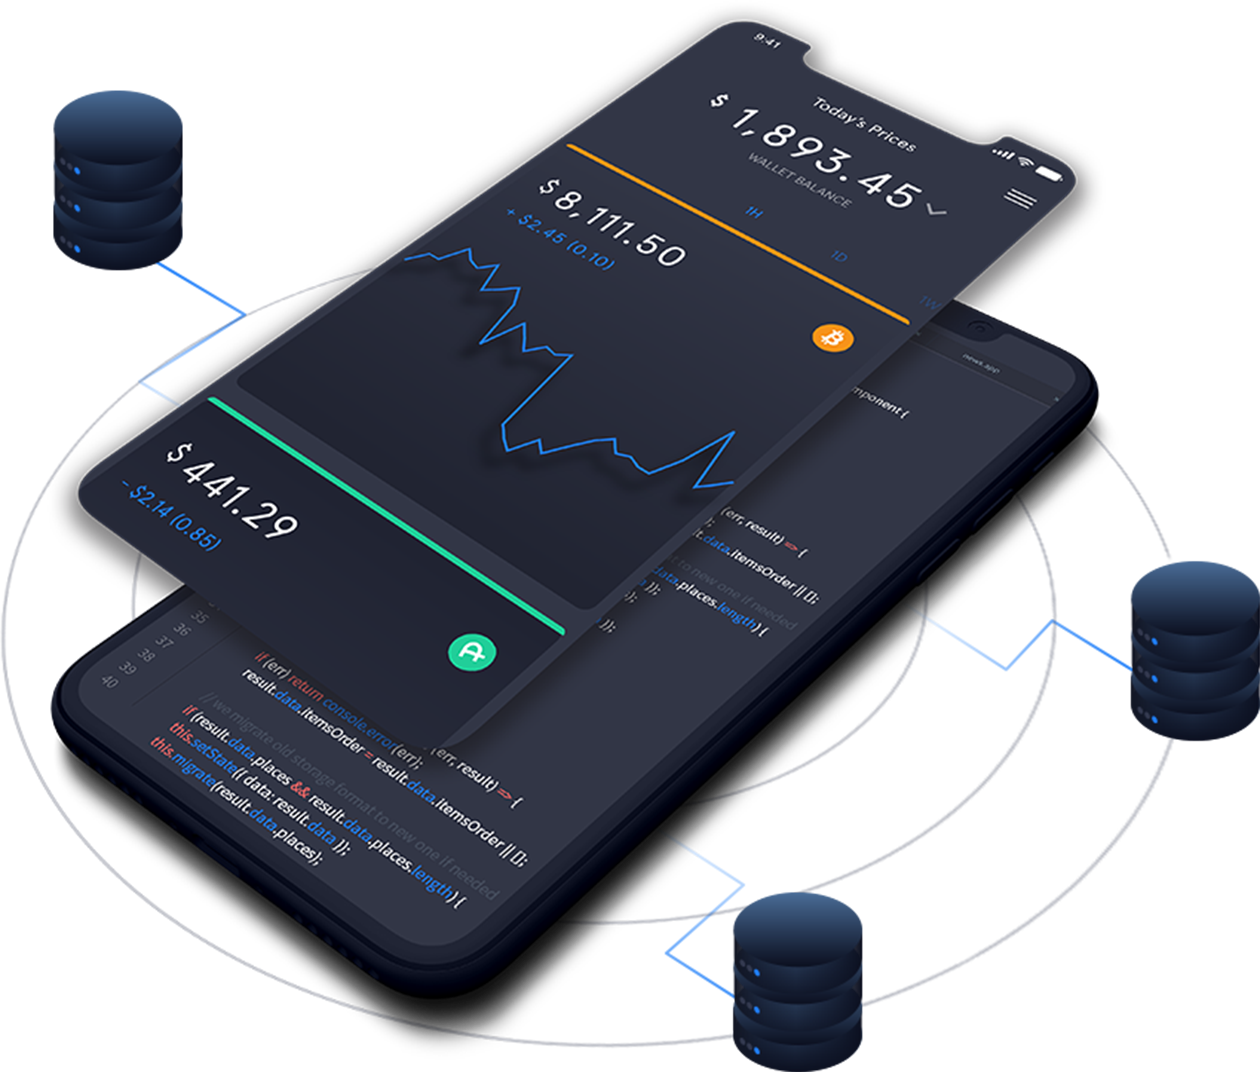 9:41
Today's Prices
$ 1,893.45
WALLET BALANCE
1H
1D
1W
$ 8,111.50
+ $2.45 (0.10)
$ 441.29
- $2.14 (0.85)
news.app
mponent {
(err, result) => {
.data.itemsOrder || [];
to new one if needed
data.places.length) {
));
));
35
36
37
38
39
40
if (err) return console.error(err);
result.data.itemsOrder = result.data.itemsOrder || [];
(err, result) => {
// we migrate old storage format to new one if needed
if (result.data.places && result.data.places.length) {
this.setState({ data: result.data });
this.migrate(result.data.places);